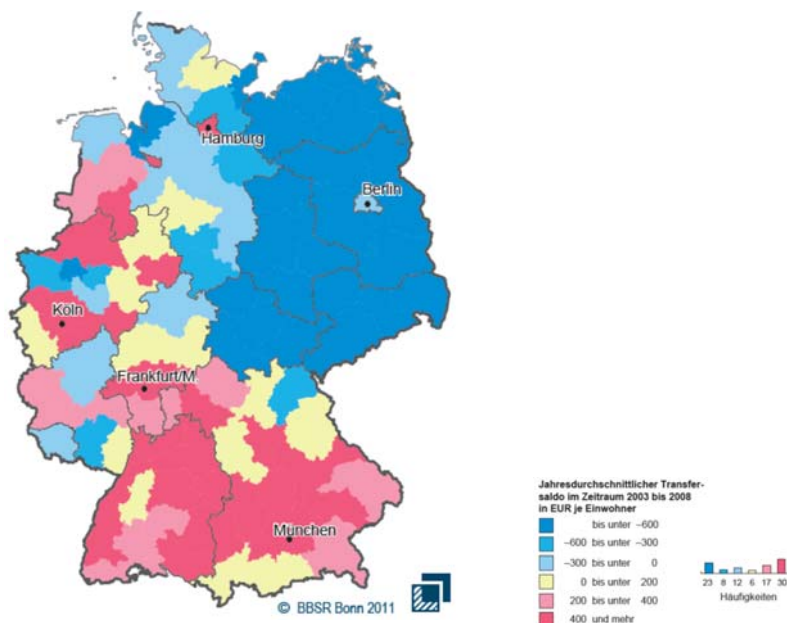 Hamburg
Berlin
Köln
Frankfurt/M.
München
© BBSR Bonn 2011
Jahresdurchschnittlicher Transfer-
saldo im Zeitraum 2003 bis 2008
in EUR je Einwohner
bis unter −600
−600 bis unter −300
−300 bis unter 0
0 bis unter 200
200 bis unter 400
400 und mehr
23 8 12 6 17 30
Häufigkeiten